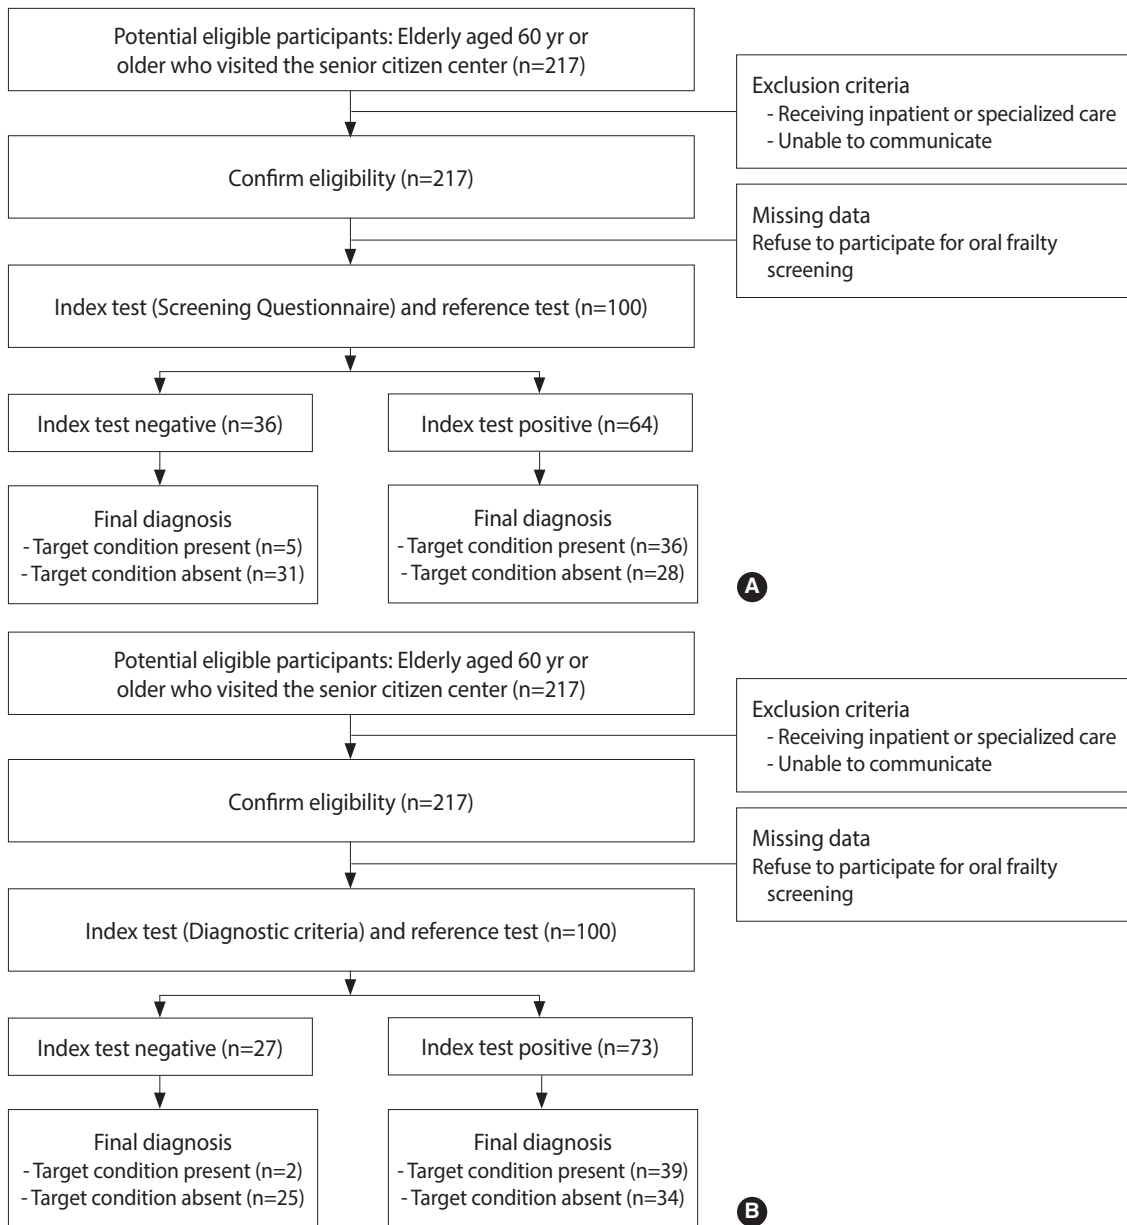 Potential eligible participants: Elderly aged 60 yr or
older who visited the senior citizen center (n=217)
Exclusion criteria
- Receiving inpatient or specialized care
- Unable to communicate
Confirm eligibility (n=217)
Missing data
Refuse to participate for oral frailty
screening
Index test (Screening Questionnaire) and reference test (n=100)
Index test negative (n=36)
Index test positive (n=64)
Final diagnosis
- Target condition present (n=5)
- Target condition absent (n=31)
Final diagnosis
- Target condition present (n=36)
- Target condition absent (n=28)
A
Potential eligible participants: Elderly aged 60 yr or
older who visited the senior citizen center (n=217)
Exclusion criteria
- Receiving inpatient or specialized care
- Unable to communicate
Confirm eligibility (n=217)
Missing data
Refuse to participate for oral frailty
screening
Index test (Diagnostic criteria) and reference test (n=100)
Index test negative (n=27)
Index test positive (n=73)
Final diagnosis
- Target condition present (n=2)
- Target condition absent (n=25)
Final diagnosis
- Target condition present (n=39)
- Target condition absent (n=34)
B